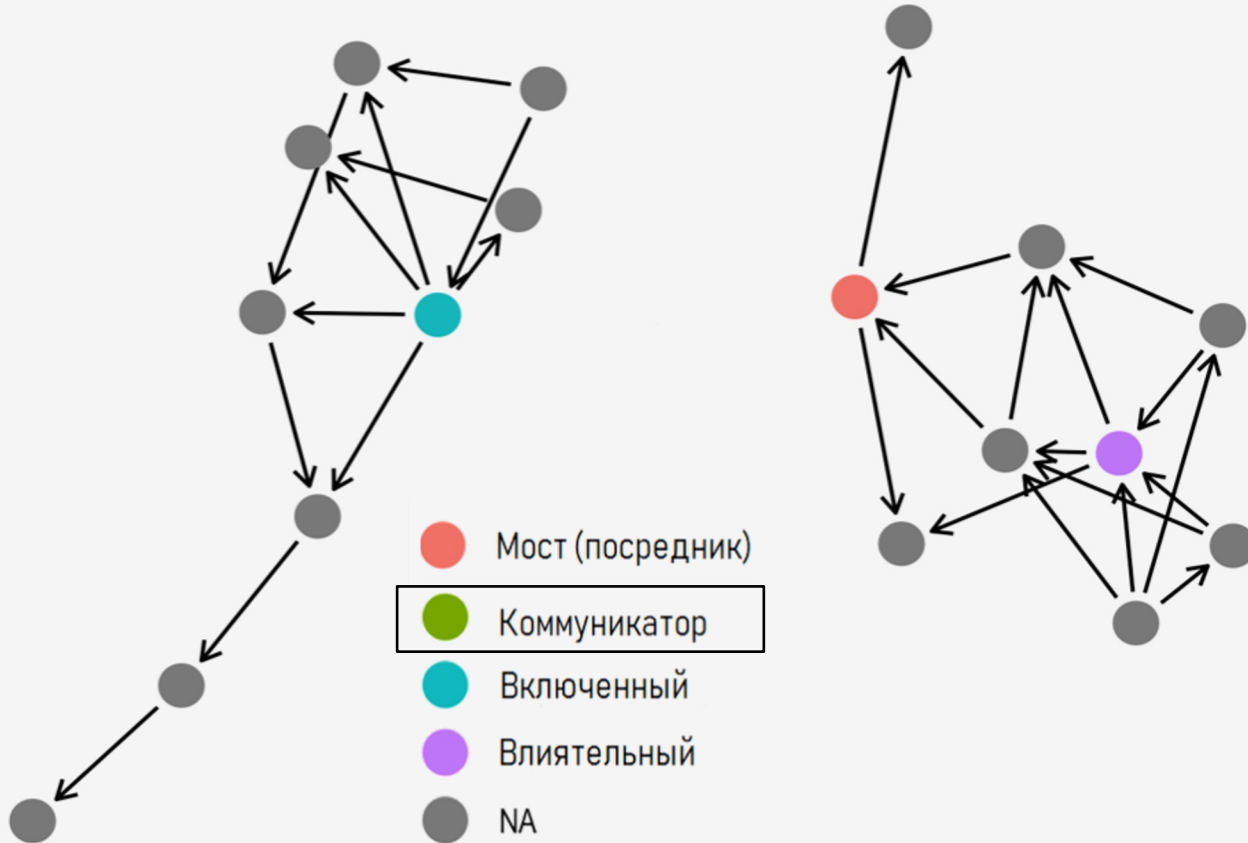 Мост (посредник)
Коммуникатор
Включенный
Влиятельный
NA